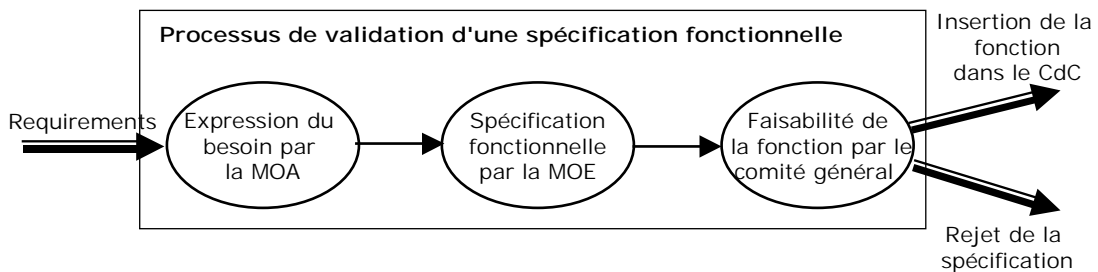 Processus de validation d'une spécification fonctionnelle
Requirements
Expression du
besoin par
la MOA
Spécification
fonctionnelle
par la MOE
Faisabilité de
la fonction par le
comité général
Insertion de la
fonction
dans le CdC
Rejet de la
spécification